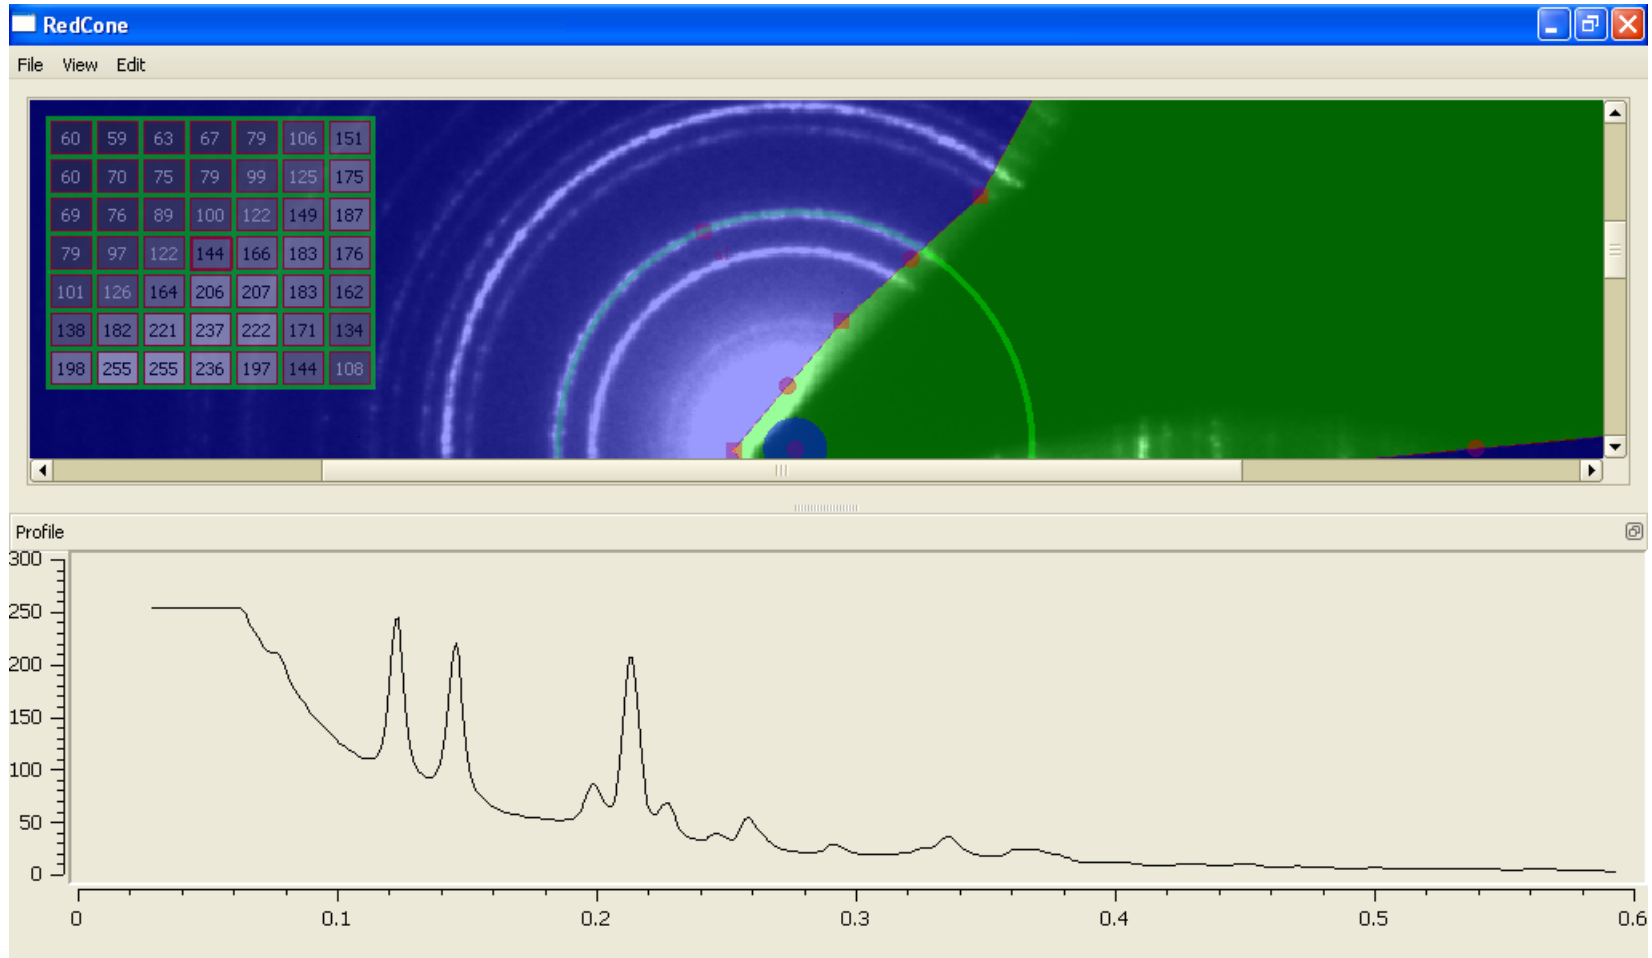 RedCone
File View Edit
60 59 63 67 79 106 151
60 70 75 79 99 125 175
69 76 89 100 122 149 187
79 97 122 144 166 183 176
101 126 164 206 207 183 162
138 182 221 237 222 171 134
198 255 255 236 197 144 108
Profile
300
250
200
150
100
50
0
0 0.1 0.2 0.3 0.4 0.5 0.6